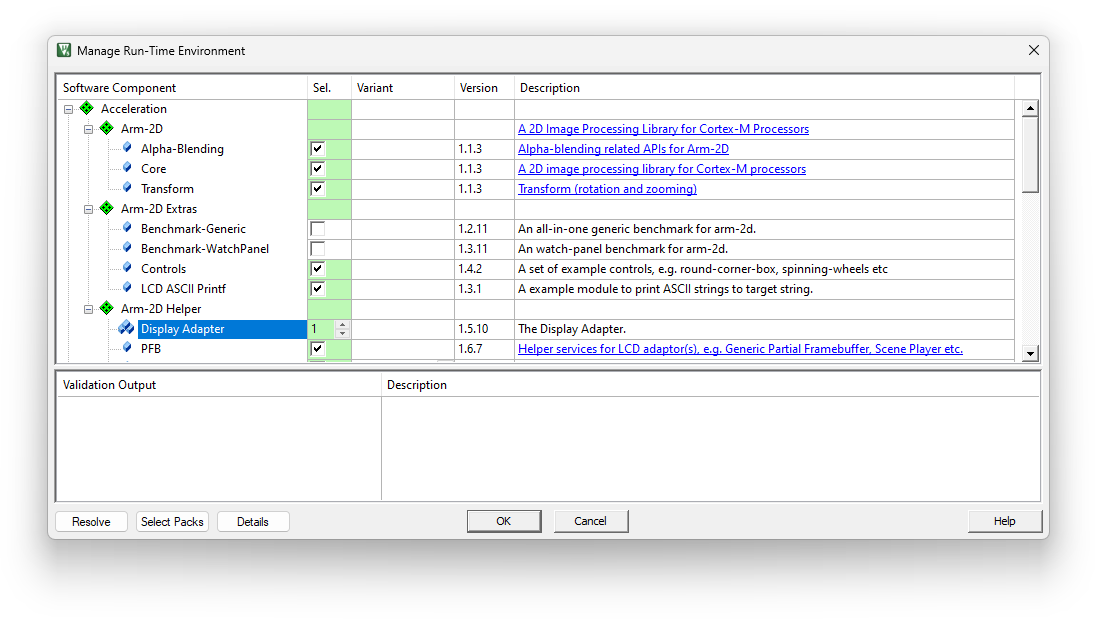 Manage Run-Time Environment
Software Component Sel. Variant Version Description
Acceleration
Arm-2D A 2D Image Processing Library for Cortex-M Processors
Alpha-Blending 1.1.3 Alpha-blending related APIs for Arm-2D
Core 1.1.3 A 2D image processing library for Cortex-M processors
Transform 1.1.3 Transform (rotation and zooming)
Arm-2D Extras
Benchmark-Generic 1.2.11 An all-in-one generic benchmark for arm-2d.
Benchmark-WatchPanel 1.3.11 An watch-panel benchmark for arm-2d.
Controls 1.4.2 A set of example controls, e.g. round-corner-box, spinning-wheels etc
LCD ASCII Printf 1.3.1 A example module to print ASCII strings to target string.
Arm-2D Helper
Display Adapter 1 1.5.10 The Display Adapter.
PFB 1.6.7 Helper services for LCD adaptor(s), e.g. Generic Partial Framebuffer, Scene Player etc.
Validation Output Description
Resolve Select Packs Details OK Cancel Help